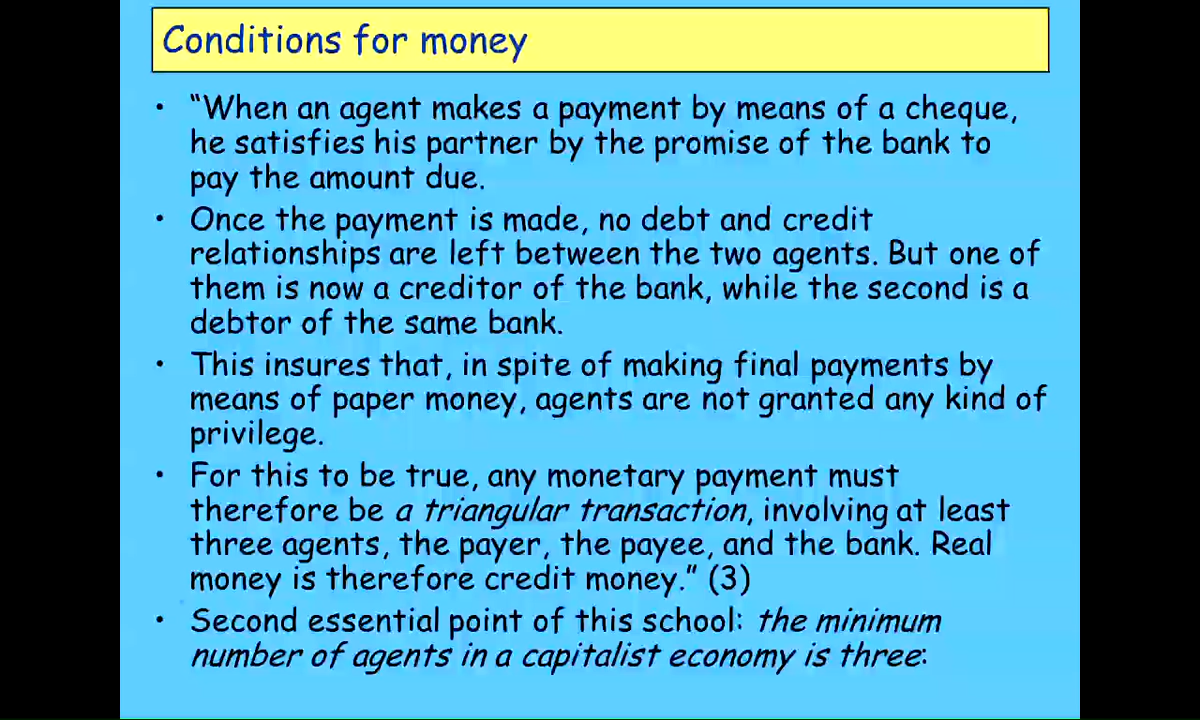 Conditions for money
• “When an agent makes a payment by means of a cheque,
he satisfies his partner by the promise of the bank to
pay the amount due.
• Once the payment is made, no debt and credit
relationships are left between the two agents. But one of
them is now a creditor of the bank, while the second is a
debtor of the same bank.
• This insures that, in spite of making final payments by
means of paper money, agents are not granted any kind of
privilege.
• For this to be true, any monetary payment must
therefore be a triangular transaction, involving at least
three agents, the payer, the payee, and the bank. Real
money is therefore credit money.” (3)
• Second essential point of this school: the minimum
number of agents in a capitalist economy is three: